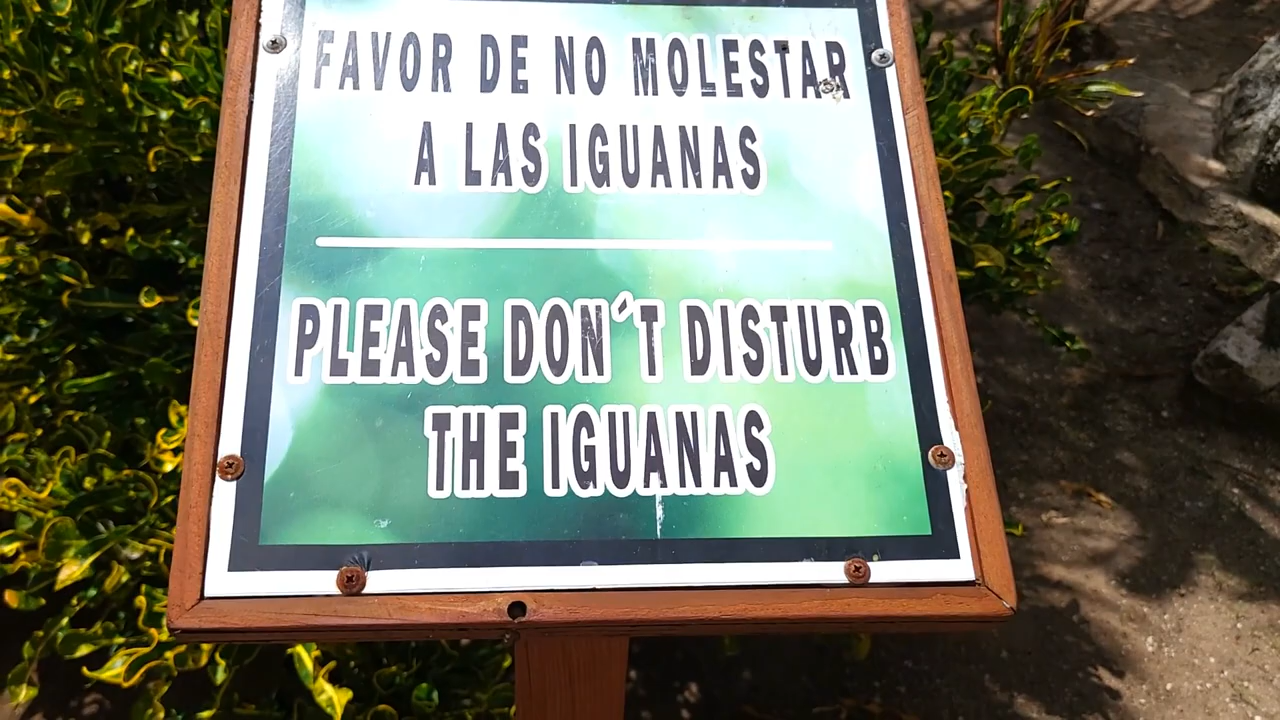 FAVOR DE NO MOLESTAR
A LAS IGUANAS
PLEASE DON´T DISTURB
THE IGUANAS